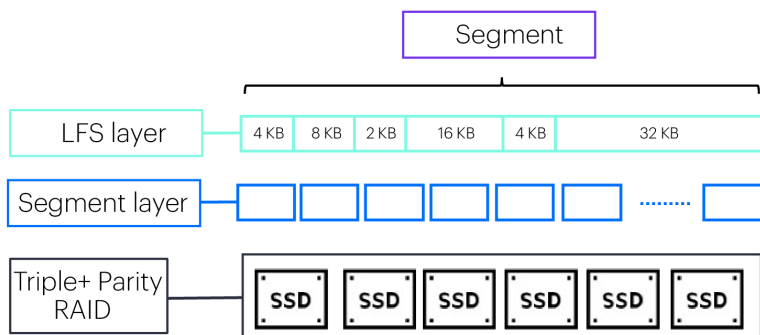 Segment
LFS layer
4 KB 8 KB 2 KB 16 KB 4 KB 32 KB
Segment layer
Triple+ Parity
RAID
SSD SSD SSD SSD SSD SSD